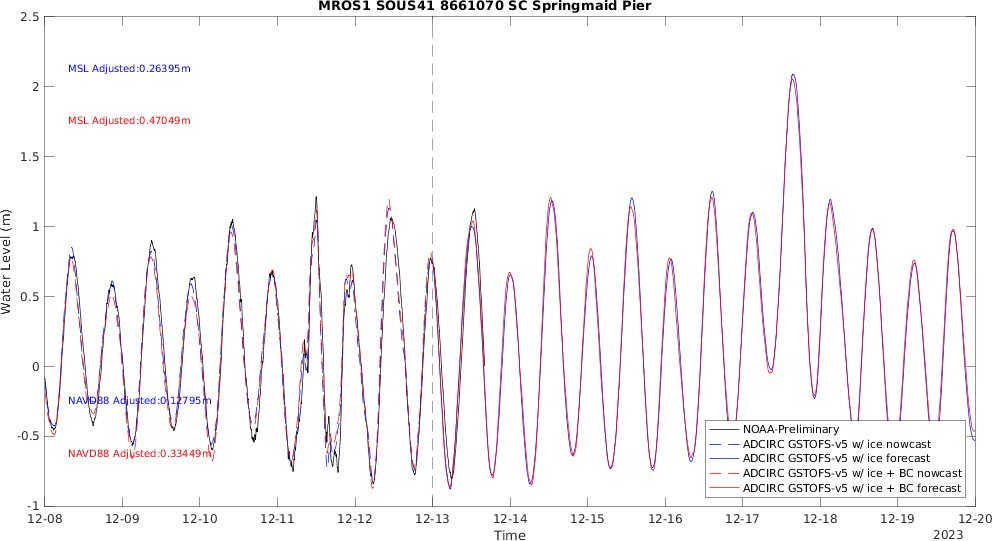 MROS1 SOUS41 8661070 SC Springmaid Pier
2.5
2
1.5
1
0.5
0
-0.5
-1
Water Level (m)
MSL Adjusted:0.26395m
MSL Adjusted:0.47049m
NAVD88 Adjusted:0.12795m
NAVD88 Adjusted:0.33449m
NOAA-Preliminary
ADCIRC GSTOFS-v5 w/ ice nowcast
ADCIRC GSTOFS-v5 w/ ice forecast
ADCIRC GSTOFS-v5 w/ ice + BC nowcast
ADCIRC GSTOFS-v5 w/ ice + BC forecast
12-08 12-09 12-10 12-11 12-12 12-13 12-14 12-15 12-16 12-17 12-18 12-19 12-20
Time
2023